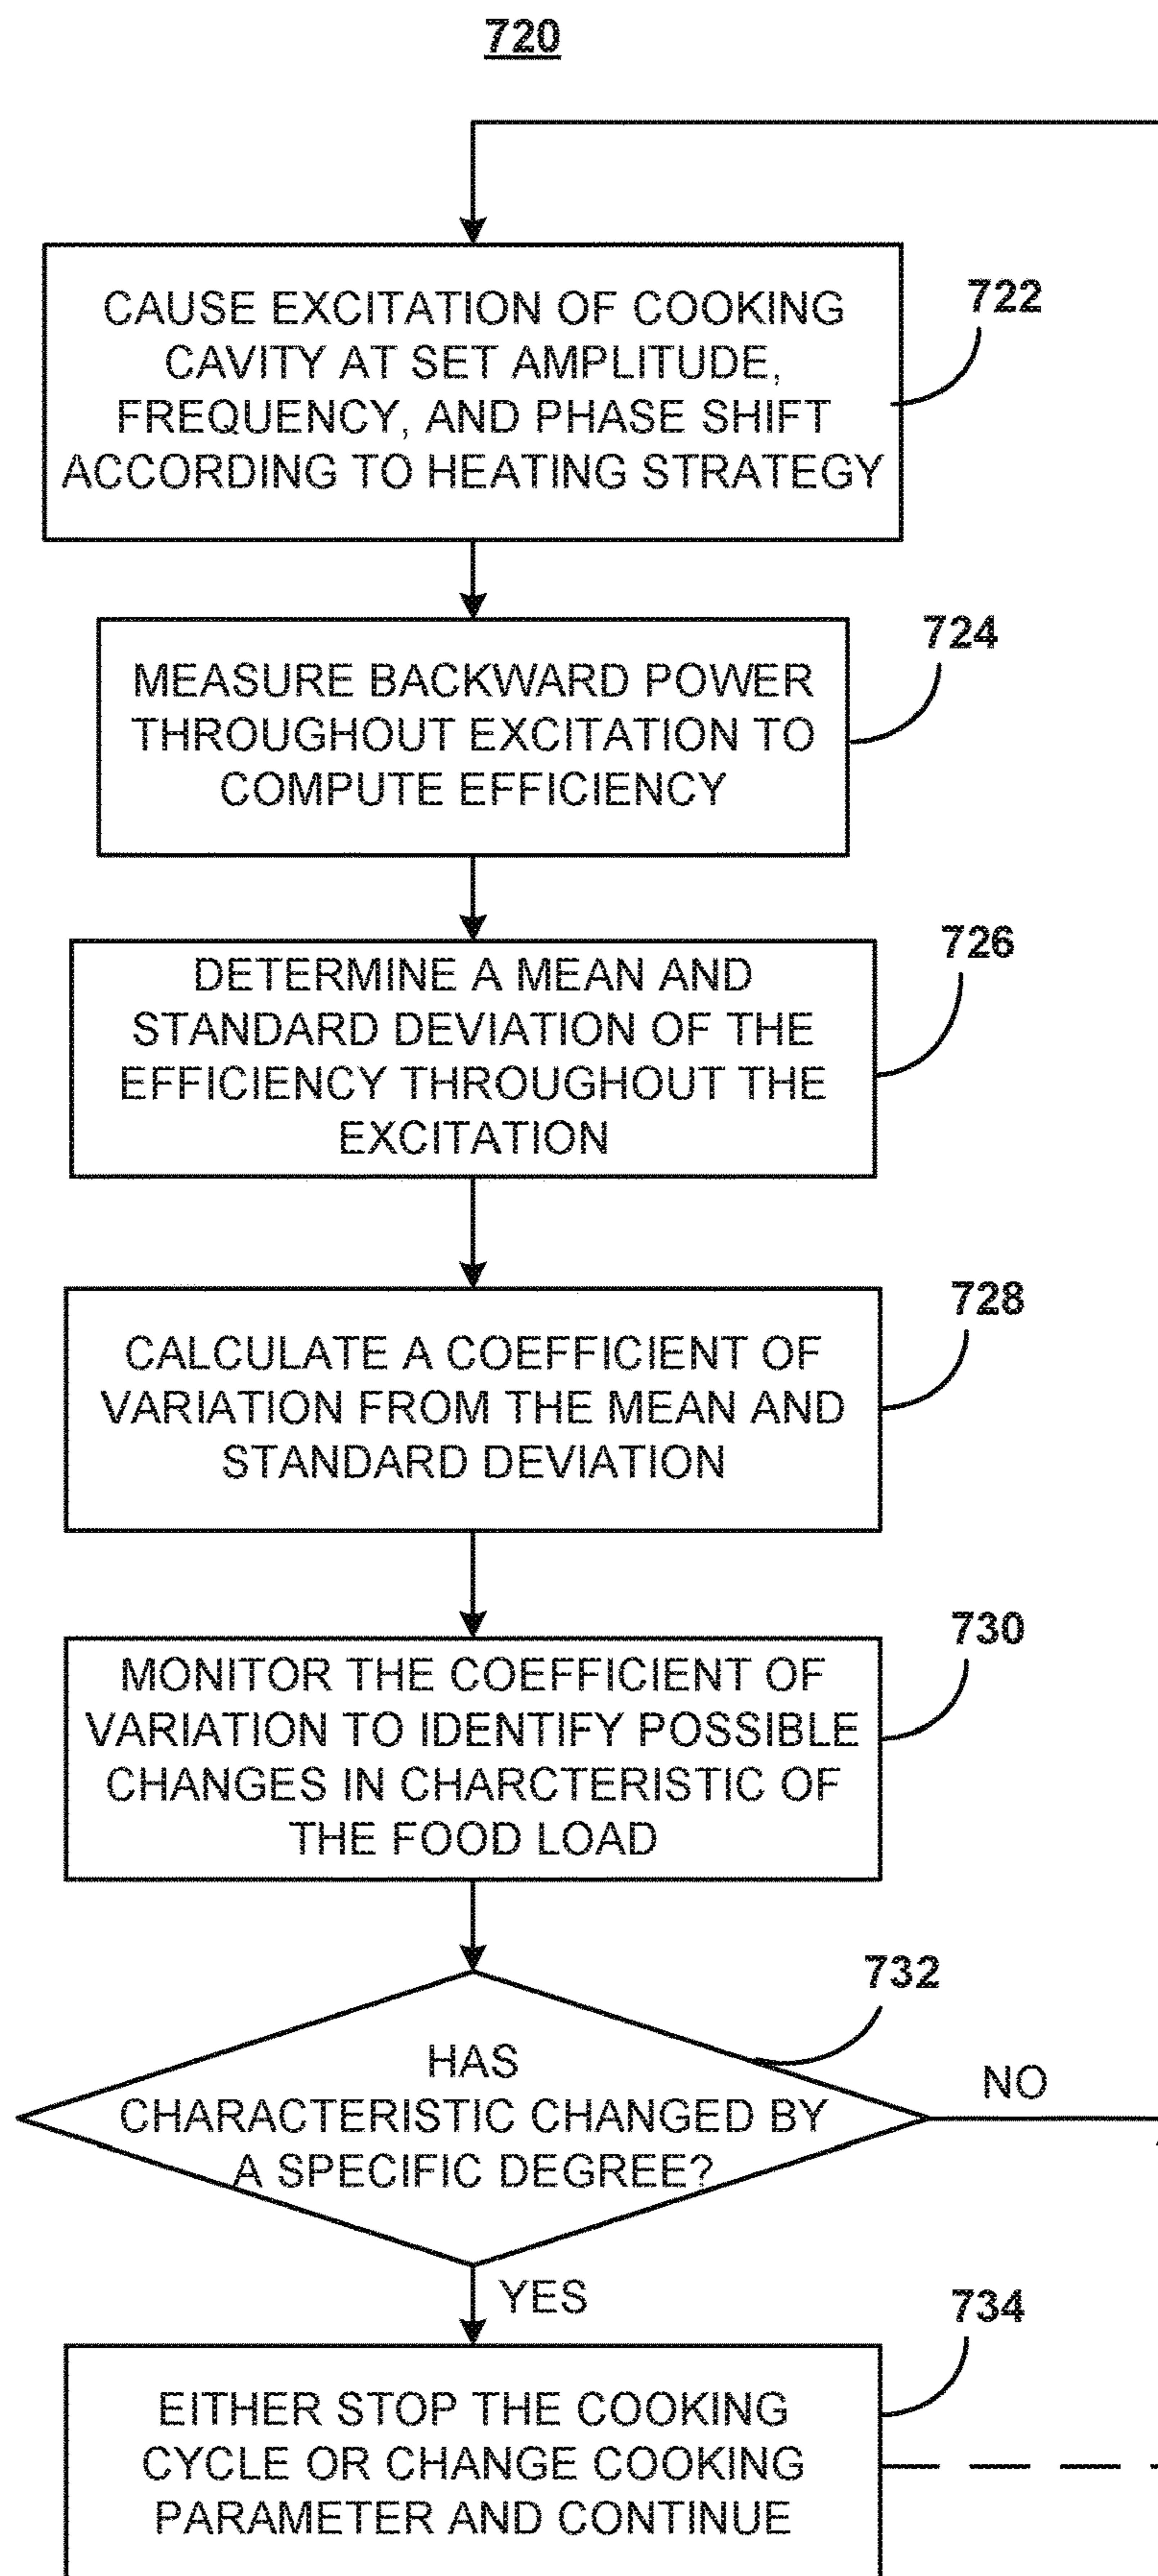 720
CAUSE EXCITATION OF COOKING
CAVITY AT SET AMPLITUDE,
FREQUENCY, AND PHASE SHIFT
ACCORDING TO HEATING STRATEGY
722
MEASURE BACKWARD POWER
THROUGHOUT EXCITATION TO
COMPUTE EFFICIENCY
724
DETERMINE A MEAN AND
STANDARD DEVIATION OF THE
EFFICIENCY THROUGHOUT THE
EXCITATION
726
CALCULATE A COEFFICIENT OF
VARIATION FROM THE MEAN AND
STANDARD DEVIATION
728
MONITOR THE COEFFICIENT OF
VARIATION TO IDENTIFY POSSIBLE
CHANGES IN CHARCTERISTIC OF
THE FOOD LOAD
730
HAS
CHARACTERISTIC CHANGED BY
A SPECIFIC DEGREE?
732
NO
YES
EITHER STOP THE COOKING
CYCLE OR CHANGE COOKING
PARAMETER AND CONTINUE
734